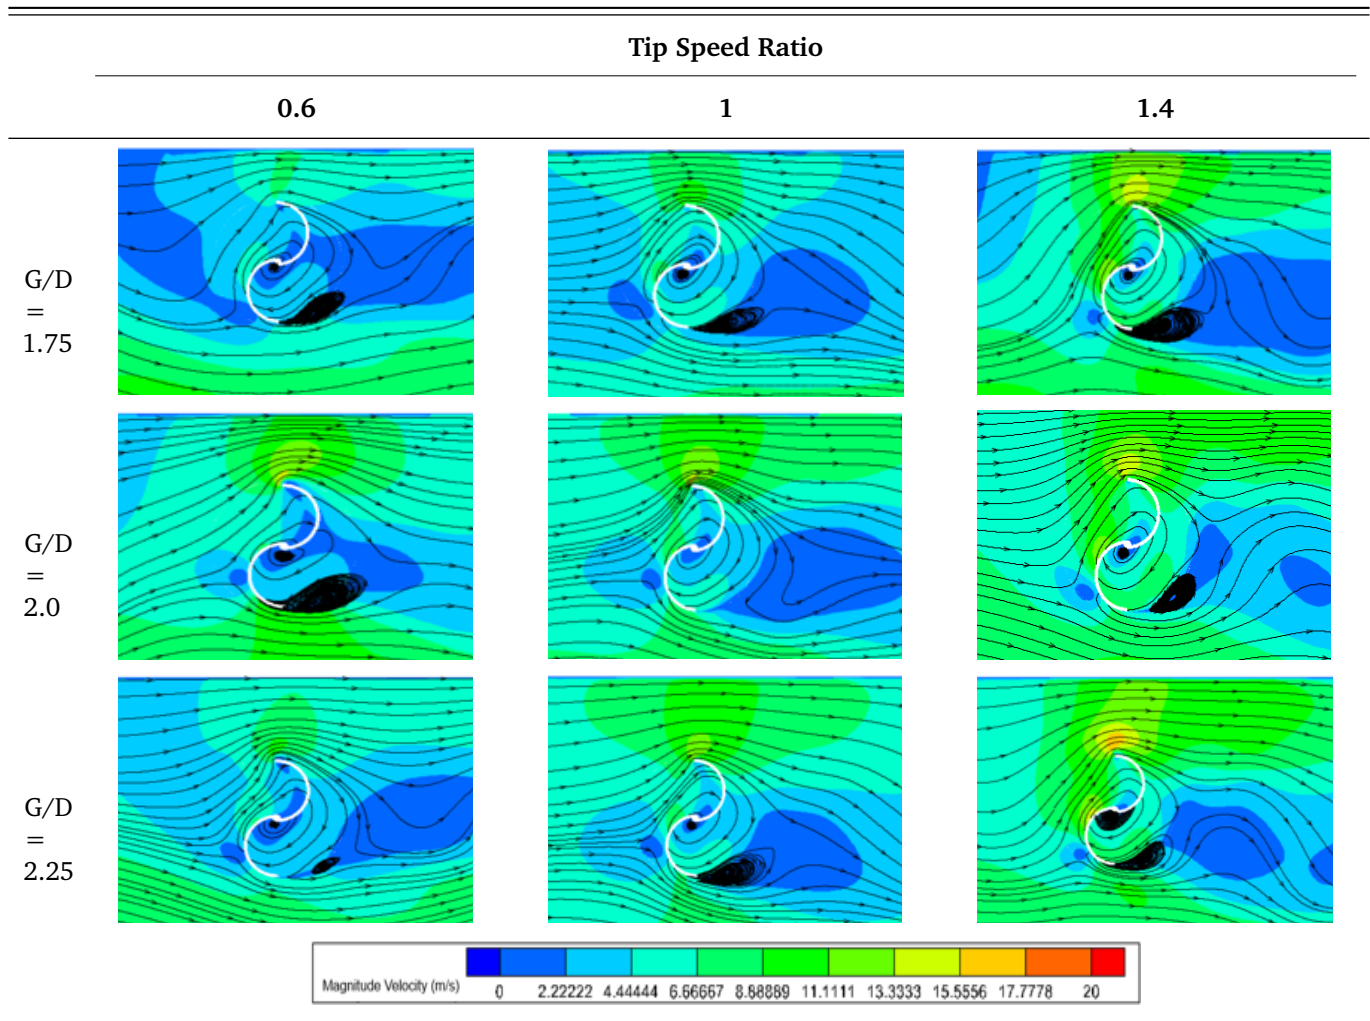 Tip Speed Ratio
0.6 1 1.4
G/D
=
1.75
G/D
=
2.0
G/D
=
2.25
Magnitude Velocity (m/s)
0 2.22222 4.44444 6.66667 8.88889 11.1111 13.3333 15.5556 17.7778 20